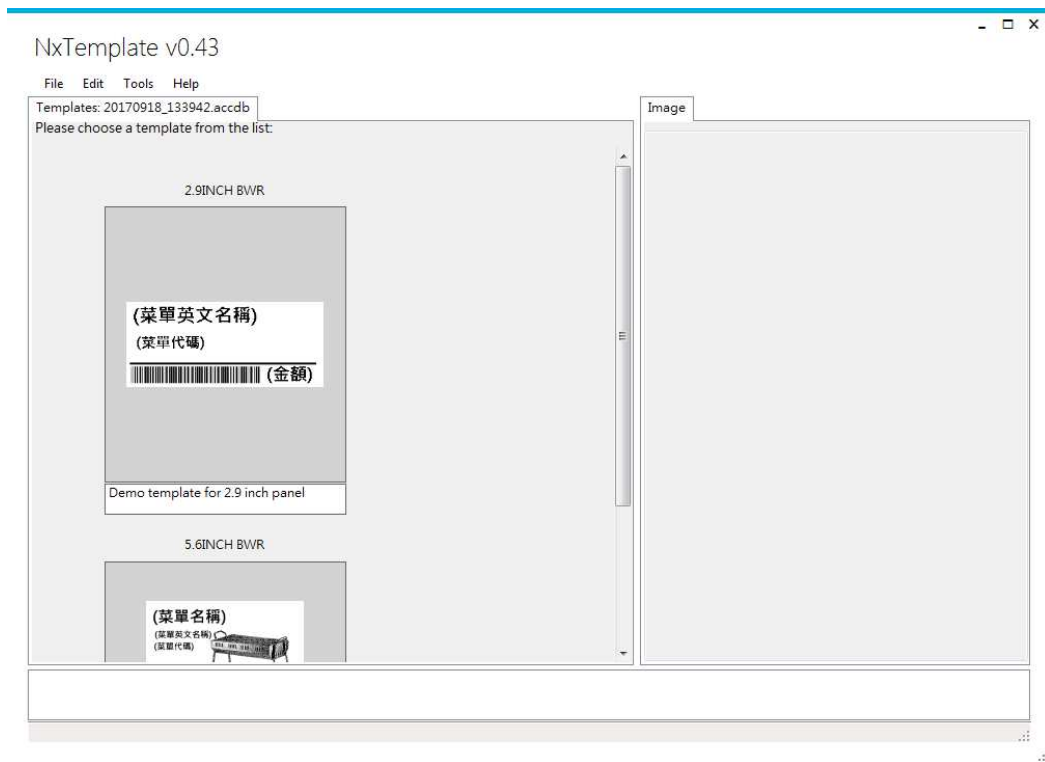 NxTemplate v0.43
File Edit Tools Help
Templates: 20170918_133942.accdb
Image
Please choose a template from the list:
2.9INCH BWR
(菜單英文名稱)
(菜單代碼)
(金額)
Demo template for 2.9 inch panel
5.6INCH BWR
(菜單名稱)
(菜單英文名稱)
(菜單代碼)